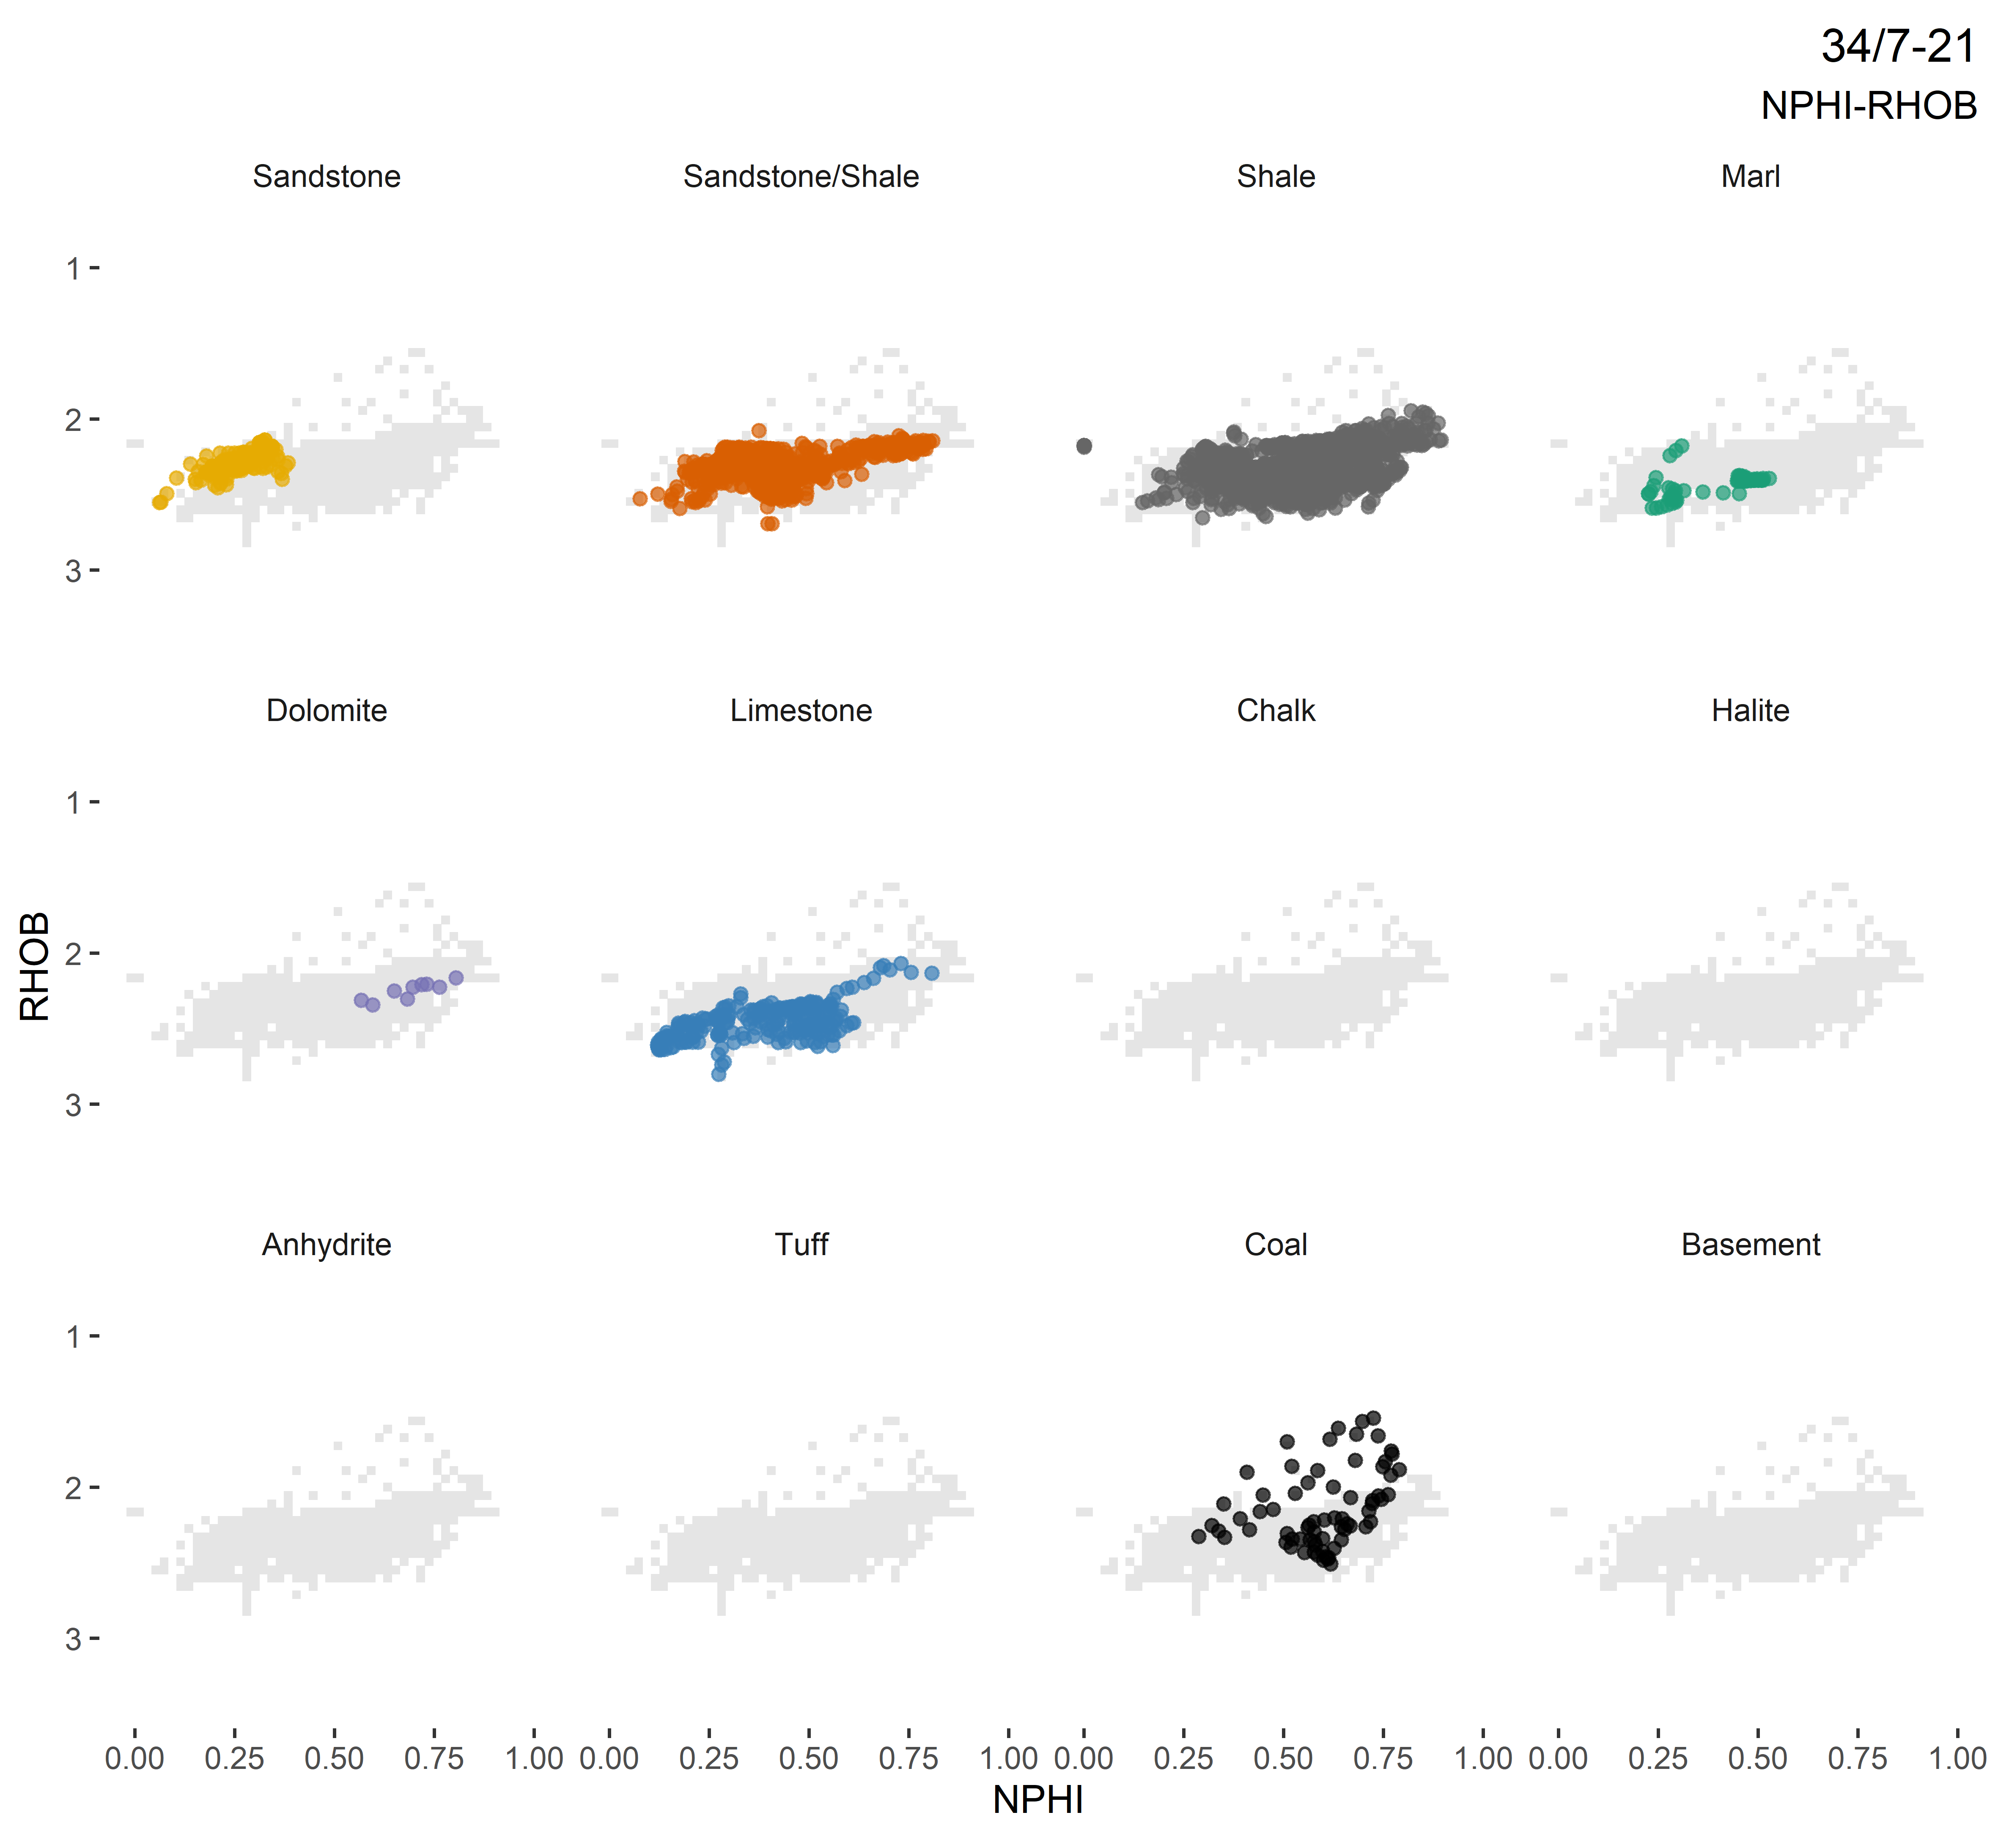 34/7-21
NPHI-RHOB
Sandstone Sandstone/Shale Shale Marl
1
2
3
Dolomite Limestone Chalk Halite
1
2
3
RHOB
Anhydrite Tuff Coal Basement
1
2
3
0.00 0.25 0.50 0.75 1.00 0.00 0.25 0.50 0.75 1.00 0.00 0.25 0.50 0.75 1.00 0.00 0.25 0.50 0.75 1.00
NPHI